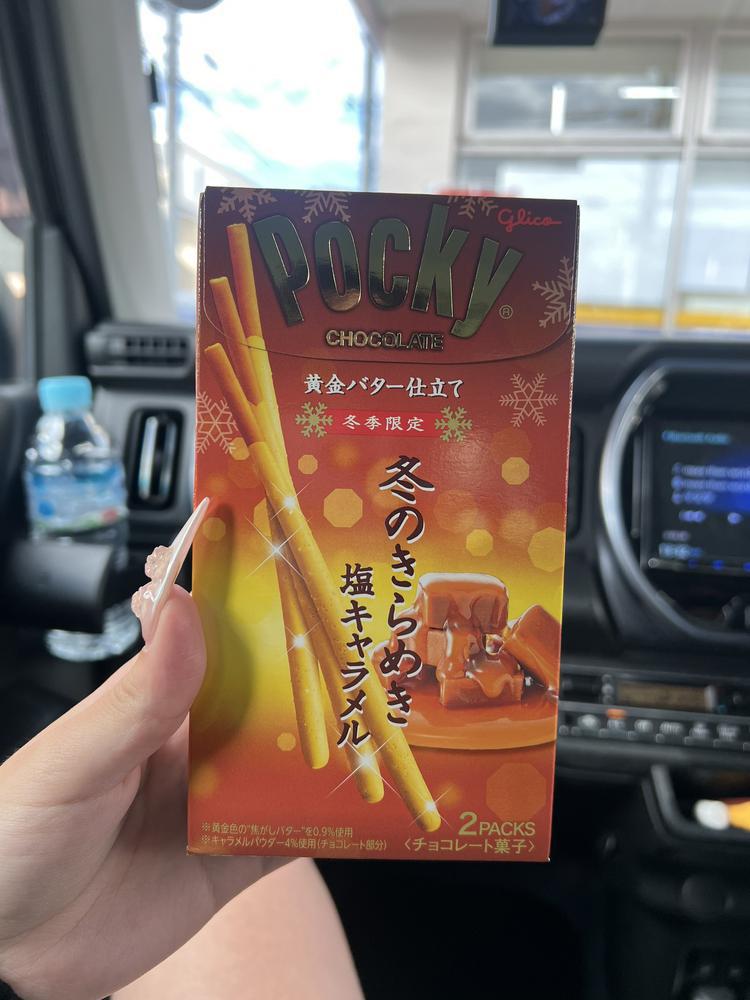 Glico
POCKY®
CHOCOLATE
黄金バター仕立て
冬季限定
冬のきらめき
塩キャラメル
2PACKS
〈チョコレート菓子〉
※黄金色の"焦がしバター"を0.9%使用
※キャラメルパウダー4%使用(チョコレート部分)